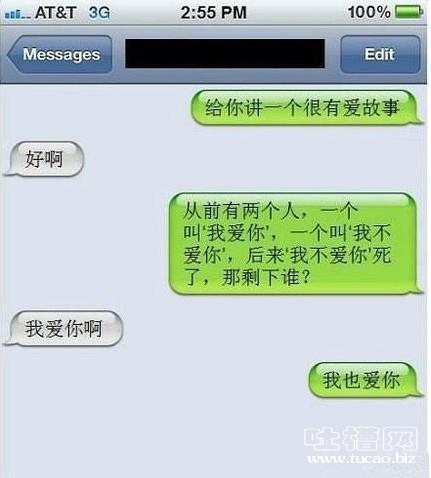 AT&T 3G 2:55 PM 100%
Messages Edit
给你讲一个很有爱故事
好啊
从前有两个人，一个
叫‘我爱你’，一个叫‘我不
爱你’，后来‘我不爱你’死
了，那剩下谁？
我爱你啊
我也爱你
吐槽网
www.tucao.biz